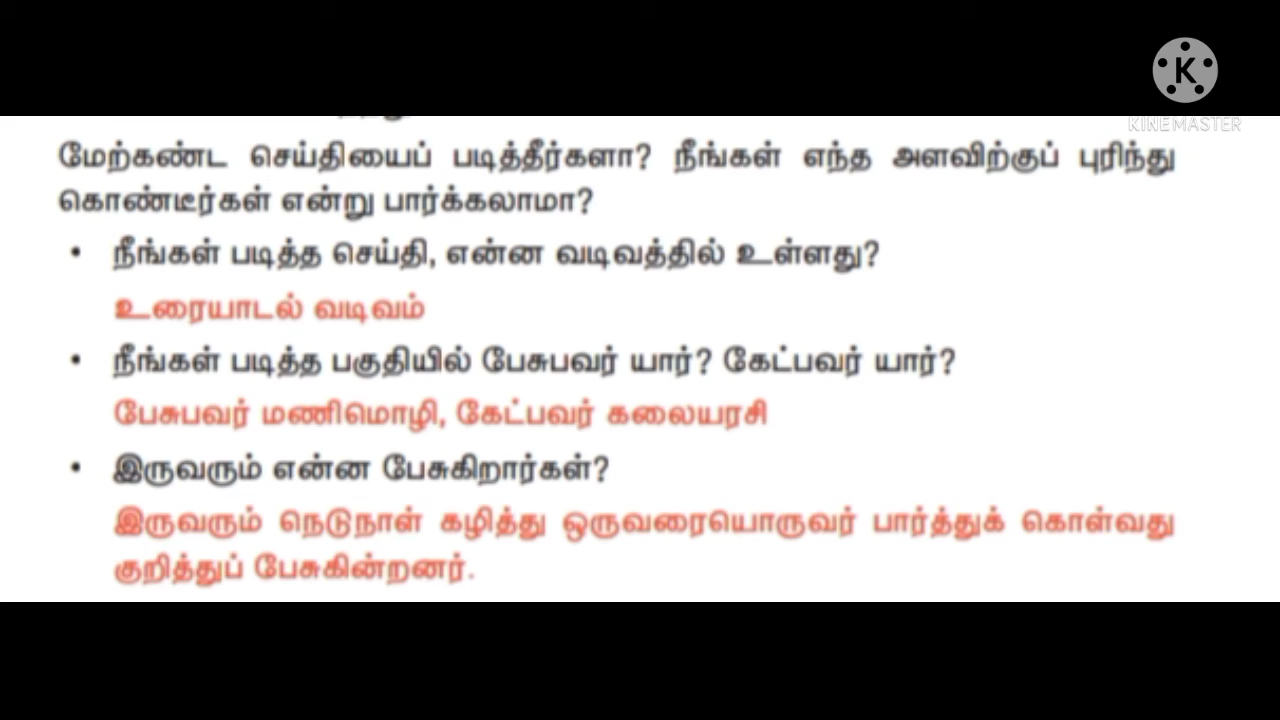 K
KINEMASTER
மேற்கண்ட செய்தியைப் படித்தீர்களா? நீங்கள் எந்த அளவிற்குப் புரிந்து
கொண்டீர்கள் என்று பார்க்கலாமா?
• நீங்கள் படித்த செய்தி, என்ன வடிவத்தில் உள்ளது?
உரையாடல் வடிவம்
• நீங்கள் படித்த பகுதியில் பேசுபவர் யார்? கேட்பவர் யார்?
பேசுபவர் மணிமொழி, கேட்பவர் கலையரசி
• இருவரும் என்ன பேசுகிறார்கள்?
இருவரும் நெடுநாள் கழித்து ஒருவரையொருவர் பார்த்துக் கொள்வது
குறித்துப் பேசுகின்றனர்.